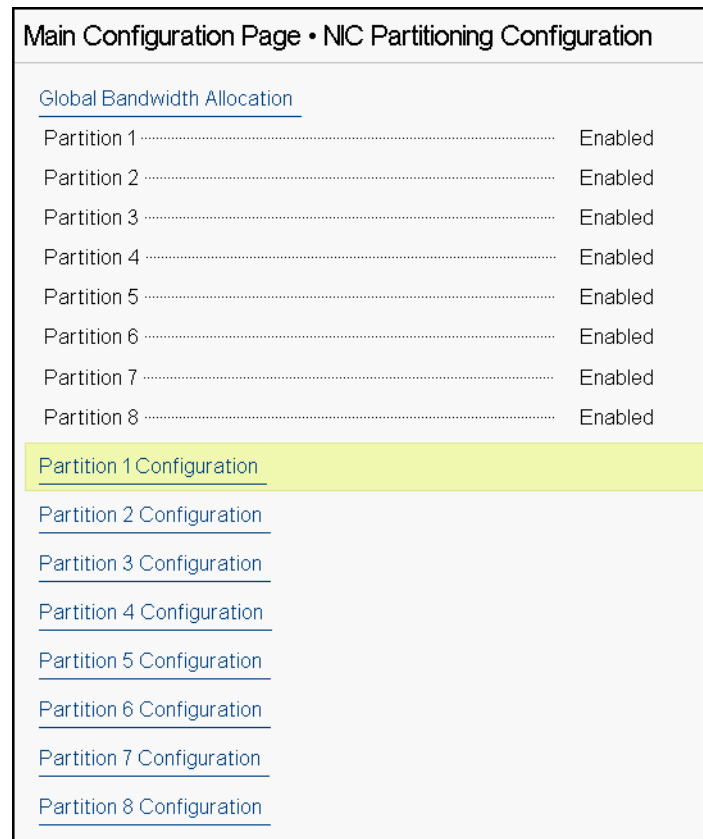 Main Configuration Page • NIC Partitioning Configuration
Global Bandwidth Allocation
Partition 1 Enabled
Partition 2 Enabled
Partition 3 Enabled
Partition 4 Enabled
Partition 5 Enabled
Partition 6 Enabled
Partition 7 Enabled
Partition 8 Enabled
Partition 1 Configuration
Partition 2 Configuration
Partition 3 Configuration
Partition 4 Configuration
Partition 5 Configuration
Partition 6 Configuration
Partition 7 Configuration
Partition 8 Configuration